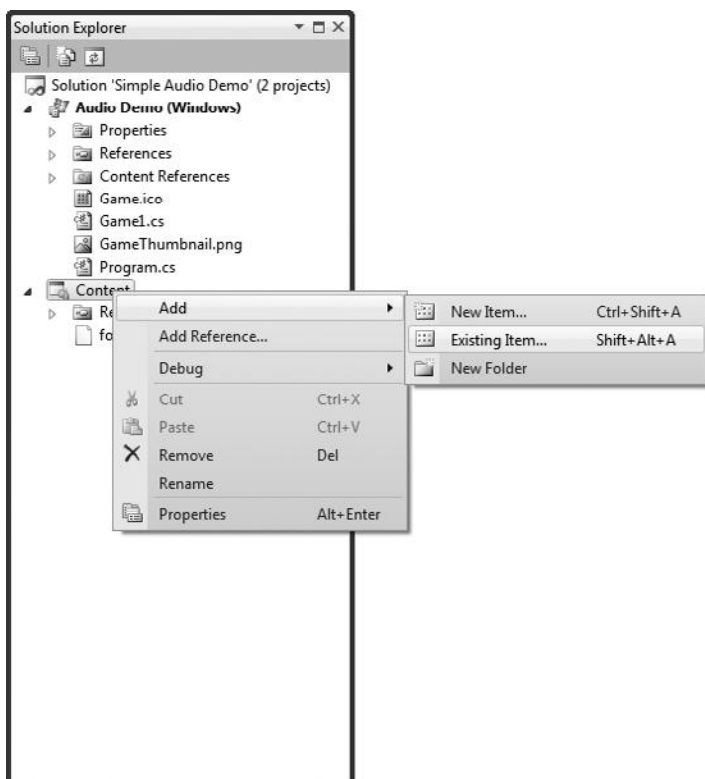 Solution Explorer
Solution 'Simple Audio Demo' (2 projects)
Audio Demo (Windows)
Properties
References
Content References
Game.ico
Game1.cs
GameThumbnail.png
Program.cs
Content
Add
New Item... Ctrl+Shift+A
Existing Item... Shift+Alt+A
New Folder
Add Reference...
Debug
Cut Ctrl+X
Paste Ctrl+V
Remove Del
Rename
Properties Alt+Enter